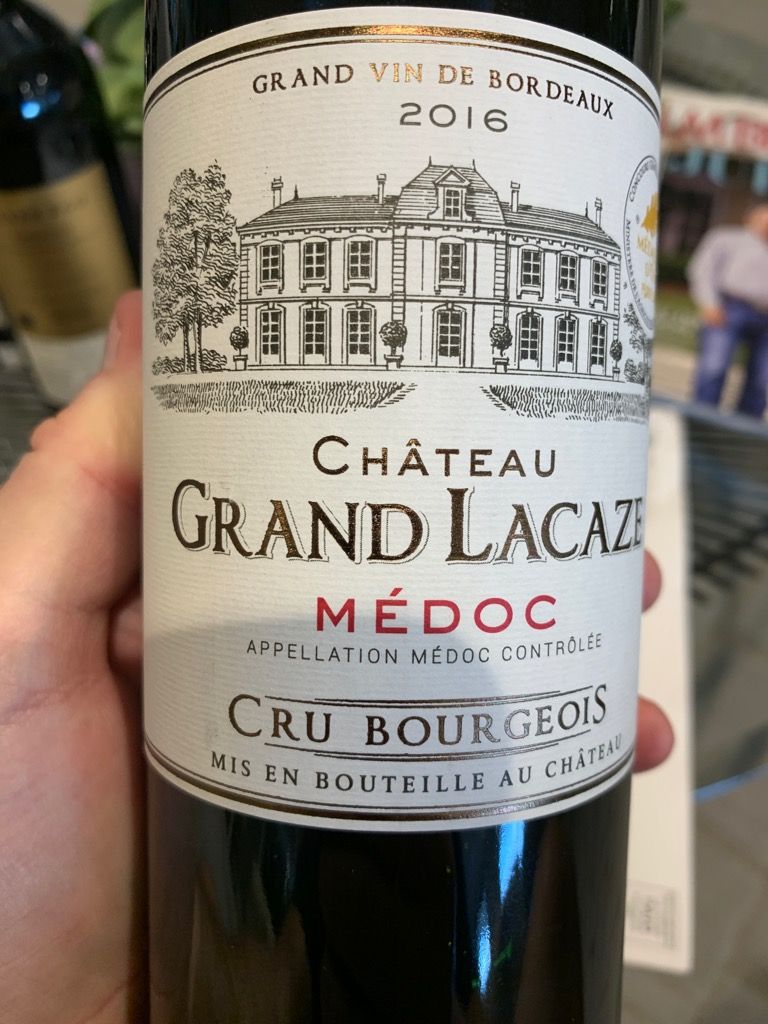 GRAND VIN DE BORDEAUX
2016
CHÂTEAU
GRAND LACAZE
MÉDOC
APPELLATION MÉDOC CONTRÔLÉE
CRU BOURGEOIS
MIS EN BOUTEILLE AU CHÂTEAU